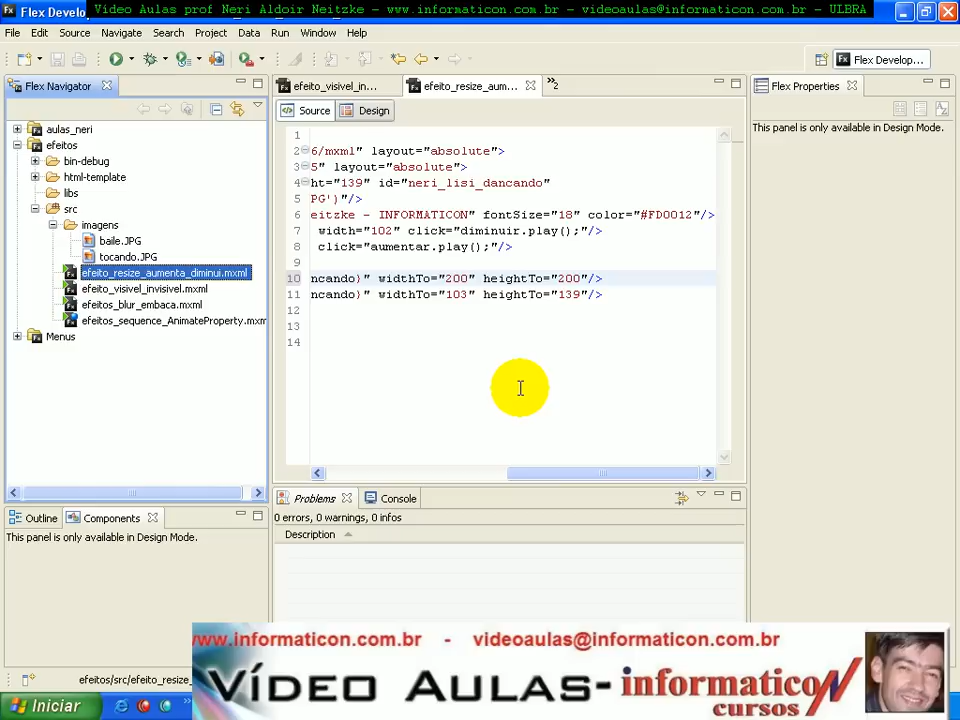 Flex Develo
Vídeo Aulas prof Neri Aldoir Neitzke - www.informaticon.com.br - videoaulas@informaticon.com.br - ULBRA
File Edit Source Navigate Search Project Data Run Window Help
Flex Develop...
Flex Navigator
efeito_visivel_in...
efeito_resize_aum...
2
Flex Properties
Source
Design
This panel is only available in Design Mode.
aulas_neri
efeitos
bin-debug
html-template
libs
src
imagens
baile.JPG
tocando.JPG
efeito_resize_aumenta_diminui.mxml
efeito_visivel_invisivel.mxml
efeitos_blur_embaca.mxml
efeitos_sequence_AnimateProperty.mxm
Menus
1
2 6/mxml" layout="absolute">
3 5" layout="absolute">
4 ht="139" id="neri_lisi_dancando"
5 PG')"/>
6 eitzke - INFORMATICON" fontSize="18" color="#FD0012"/>
7 width="102" click="diminuir.play();"/>
8 click="aumentar.play();"/>
9
10 ncando}" widthTo="200" heightTo="200"/>
11 ncando}" widthTo="103" heightTo="139"/>
12
13
14
Problems
Console
0 errors, 0 warnings, 0 infos
Description
Outline
Components
This panel is only available in Design Mode.
efeitos/src/efeito_resize_
www.informaticon.com.br - videoaulas@informaticon.com.br
VÍDEO AULAS- informaticon
cursos
Iniciar